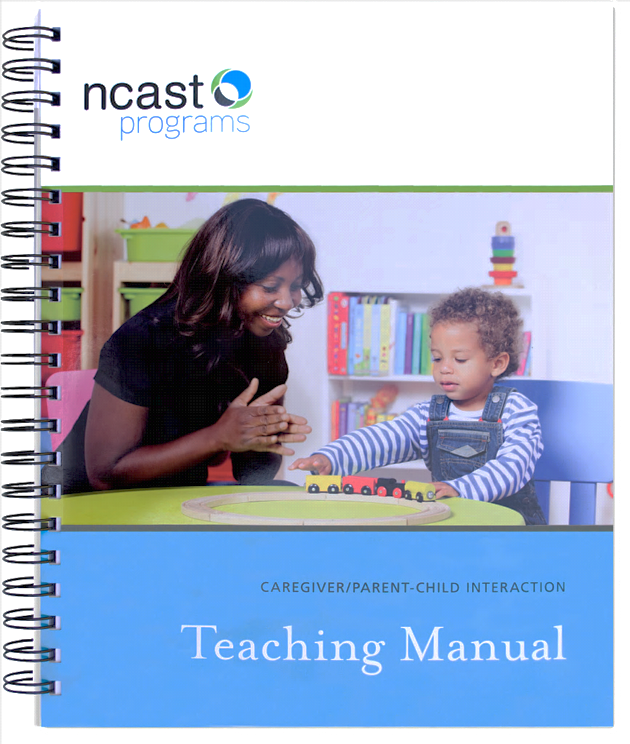 ncast
programs
CAREGIVER/PARENT-CHILD INTERACTION
Teaching Manual